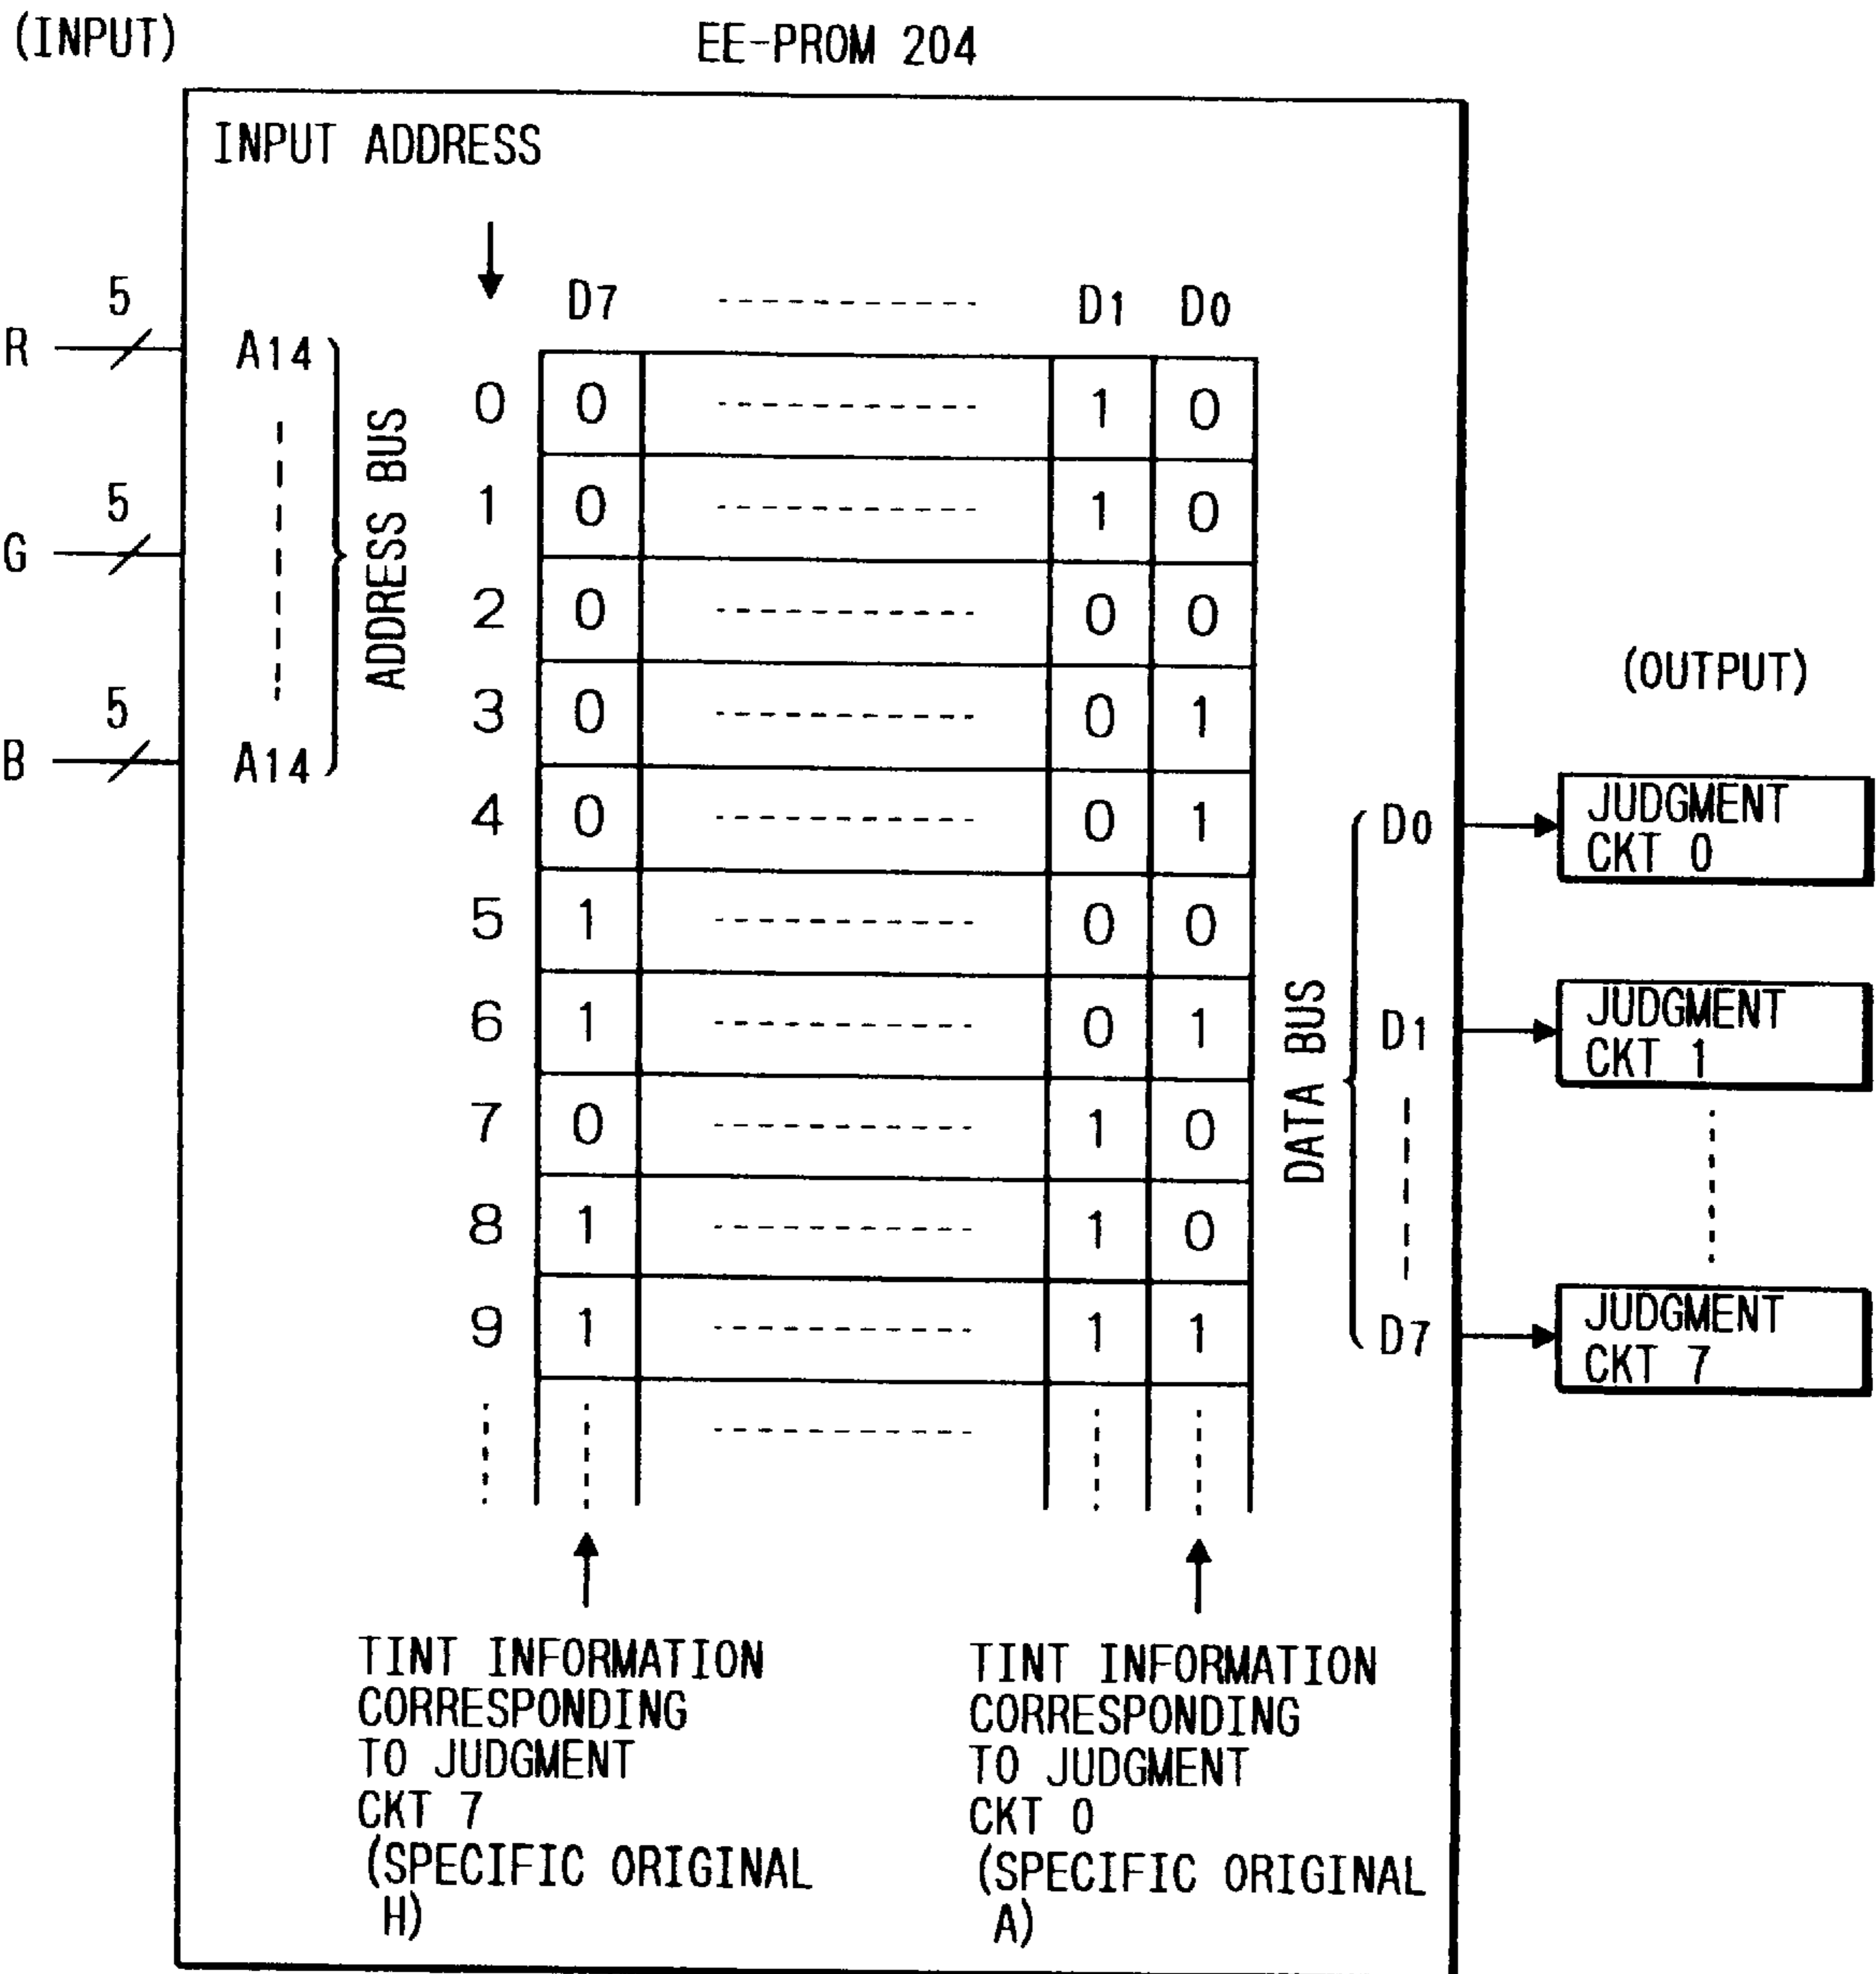 (INPUT)
EE-PROM 204
INPUT ADDRESS
D7 D1 D0
R 5 A14
G 5
B 5 A14
ADDRESS BUS
0 0 1 0
1 0 1 0
2 0 0 0
3 0 0 1
4 0 0 1
5 1 0 0
6 1 0 1
7 0 1 0
8 1 1 0
9 1 1 1
DATA BUS
(OUTPUT)
D0
JUDGMENT
CKT 0
D1
JUDGMENT
CKT 1
D7
JUDGMENT
CKT 7
TINT INFORMATION
CORRESPONDING
TO JUDGMENT
CKT 7
(SPECIFIC ORIGINAL
H)
TINT INFORMATION
CORRESPONDING
TO JUDGMENT
CKT 0
(SPECIFIC ORIGINAL
A)